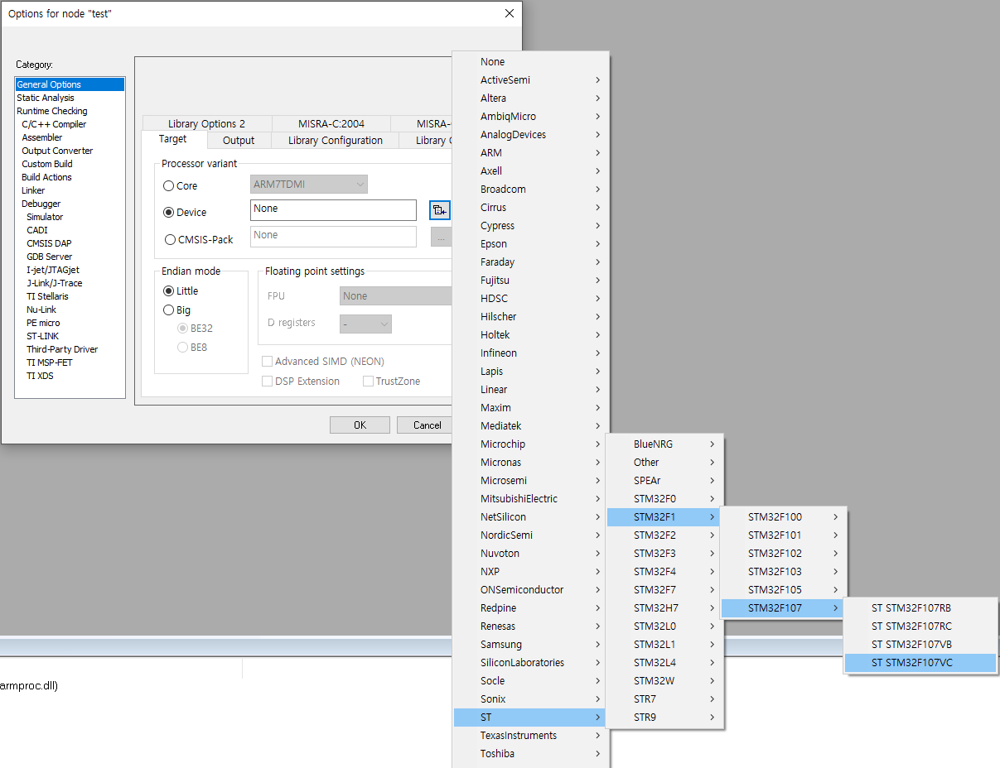 Options for node "test"
Category:
General Options
Static Analysis
Runtime Checking
C/C++ Compiler
Assembler
Output Converter
Custom Build
Build Actions
Linker
Debugger
Simulator
CADI
CMSIS DAP
GDB Server
I-jet/JTAGjet
J-Link/J-Trace
TI Stellaris
Nu-Link
PE micro
ST-LINK
Third-Party Driver
TI MSP-FET
TI XDS
Library Options 2
MISRA-C:2004
MISRA-
Target
Output
Library Configuration
Library
Processor variant
Core
ARM7TDMI
Device
None
CMSIS-Pack
None
...
Endian mode
Little
Big
BE32
BE8
Floating point settings
FPU
None
D registers
-
Advanced SIMD (NEON)
DSP Extension
TrustZone
OK
Cancel
None
ActiveSemi
Altera
AmbiqMicro
AnalogDevices
ARM
Axell
Broadcom
Cirrus
Cypress
Epson
Faraday
Fujitsu
HDSC
Hilscher
Holtek
Infineon
Lapis
Linear
Maxim
Mediatek
Microchip
Micronas
Microsemi
MitsubishiElectric
NetSilicon
NordicSemi
Nuvoton
NXP
ONSemiconductor
Redpine
Renesas
Samsung
SiliconLaboratories
Socle
Sonix
ST
TexasInstruments
Toshiba
BlueNRG
Other
SPEAr
STM32F0
STM32F1
STM32F2
STM32F3
STM32F4
STM32F7
STM32H7
STM32L0
STM32L1
STM32L4
STM32W
STR7
STR9
STM32F100
STM32F101
STM32F102
STM32F103
STM32F105
STM32F107
ST STM32F107RB
ST STM32F107RC
ST STM32F107VB
ST STM32F107VC
armproc.dll)